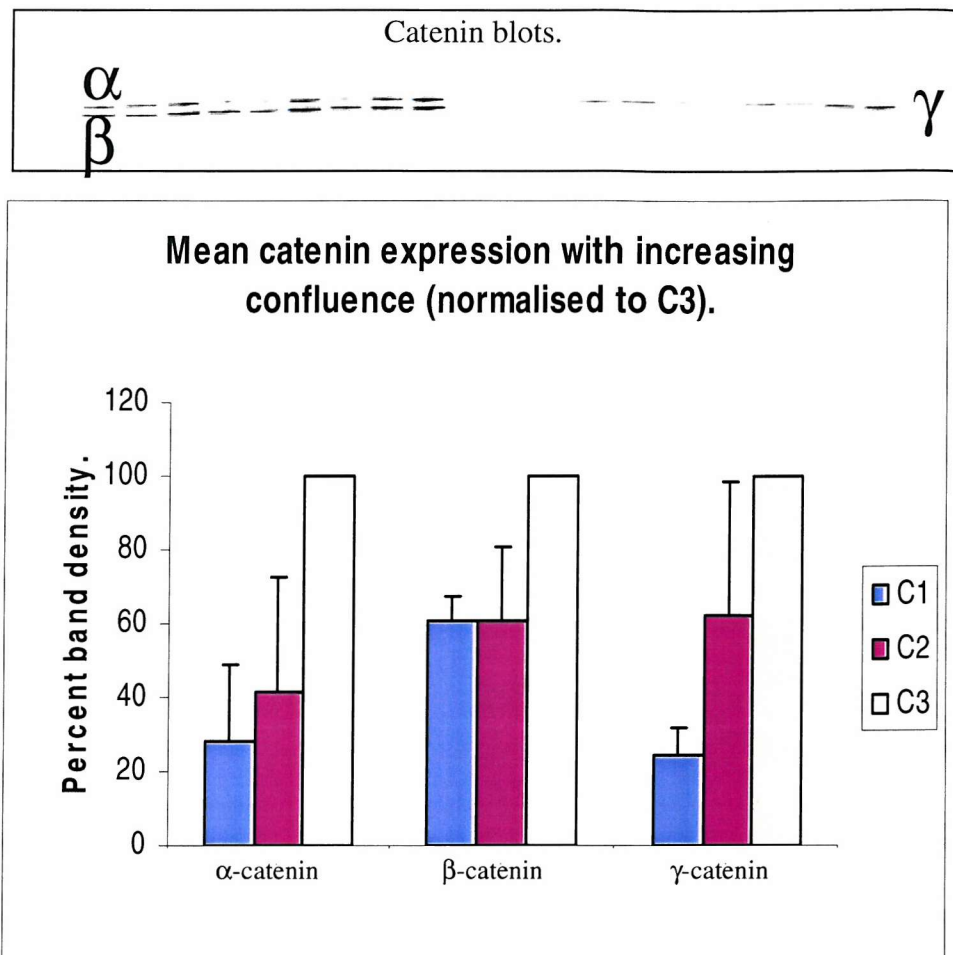 Catenin blots.
α
β
γ
Mean catenin expression with increasing
confluence (normalised to C3).
Percent band density.
120
100
80
60
40
20
0
α-catenin
β-catenin
γ-catenin
C1
C2
C3